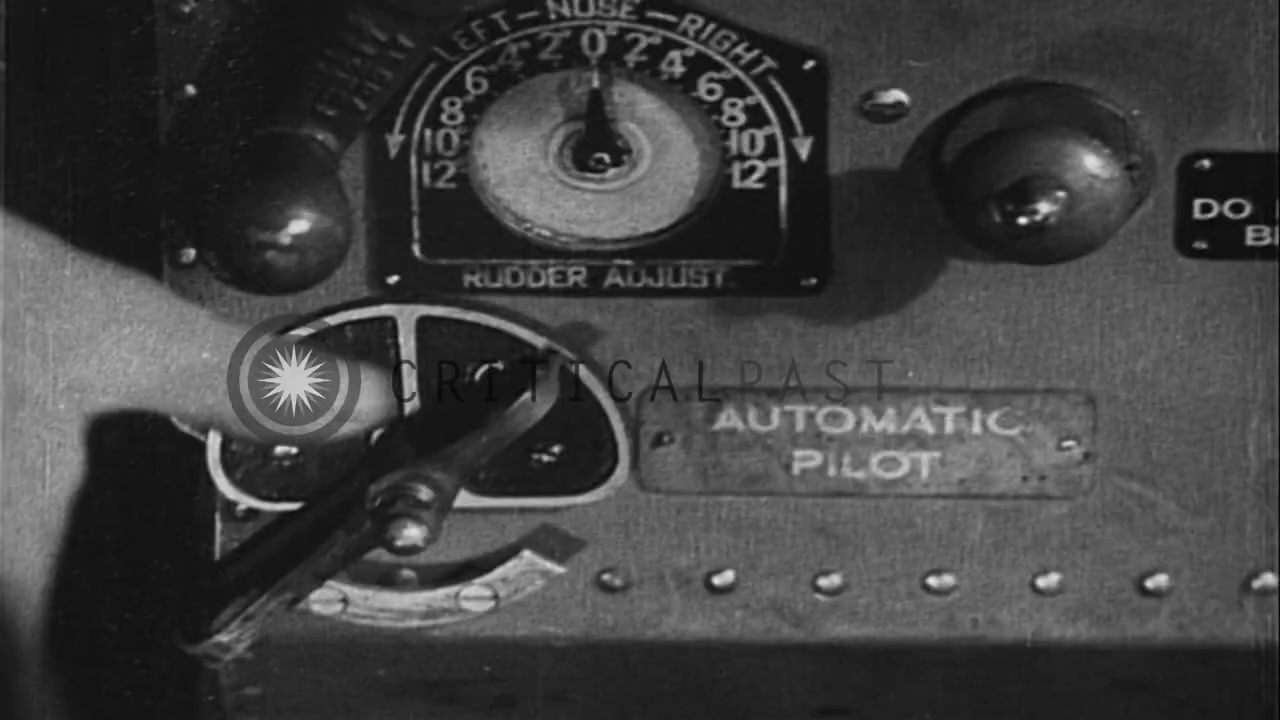 LEFT — NOSE — RIGHT
12 10 8 6 4 2 0° 2 4 6 8 10 12
RUDDER ADJUST.
DO
B
CRITICALPAST
AUTOMATIC
PILOT